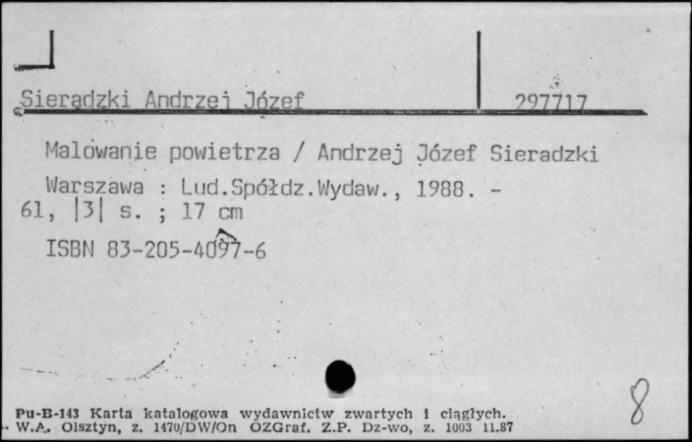 Sieradzki Andrzej Józef 297717
Malowanie powietrza / Andrzej Józef Sieradzki
Warszawa : Lud.Spółdz.Wydaw., 1988. -
61, |3| s. ; 17 cm
ISBN 83-205-4097-6
8
Pu-B-143 Karta katalogowa wydawnictw zwartych i ciągłych.
W.A. Olsztyn, z. 1470/DW/On OZGraf. Z.P. Dz-wo, z. 1003 11.87